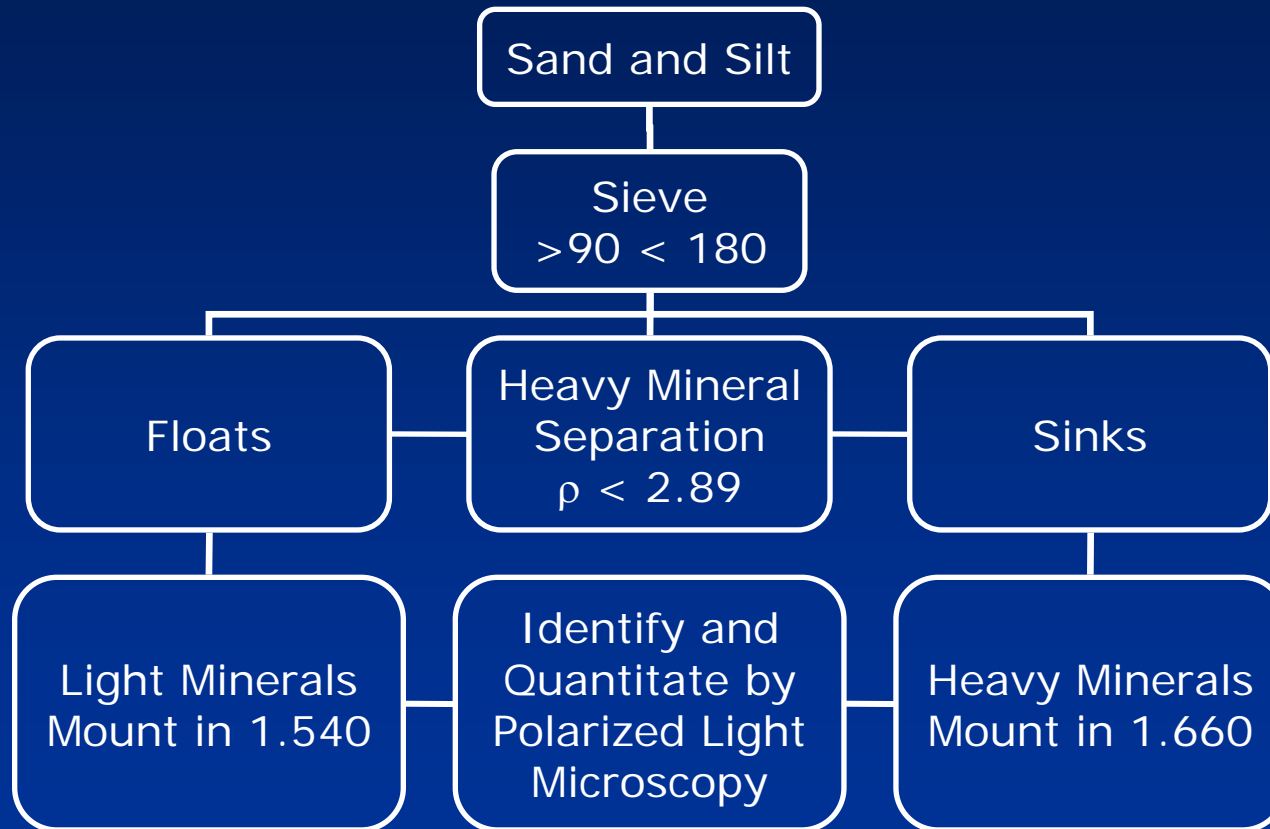 Sand and Silt
Sieve
>90 < 180
Floats
Heavy Mineral
Separation
ρ < 2.89
Sinks
Light Minerals
Mount in 1.540
Identify and
Quantitate by
Polarized Light
Microscopy
Heavy Minerals
Mount in 1.660